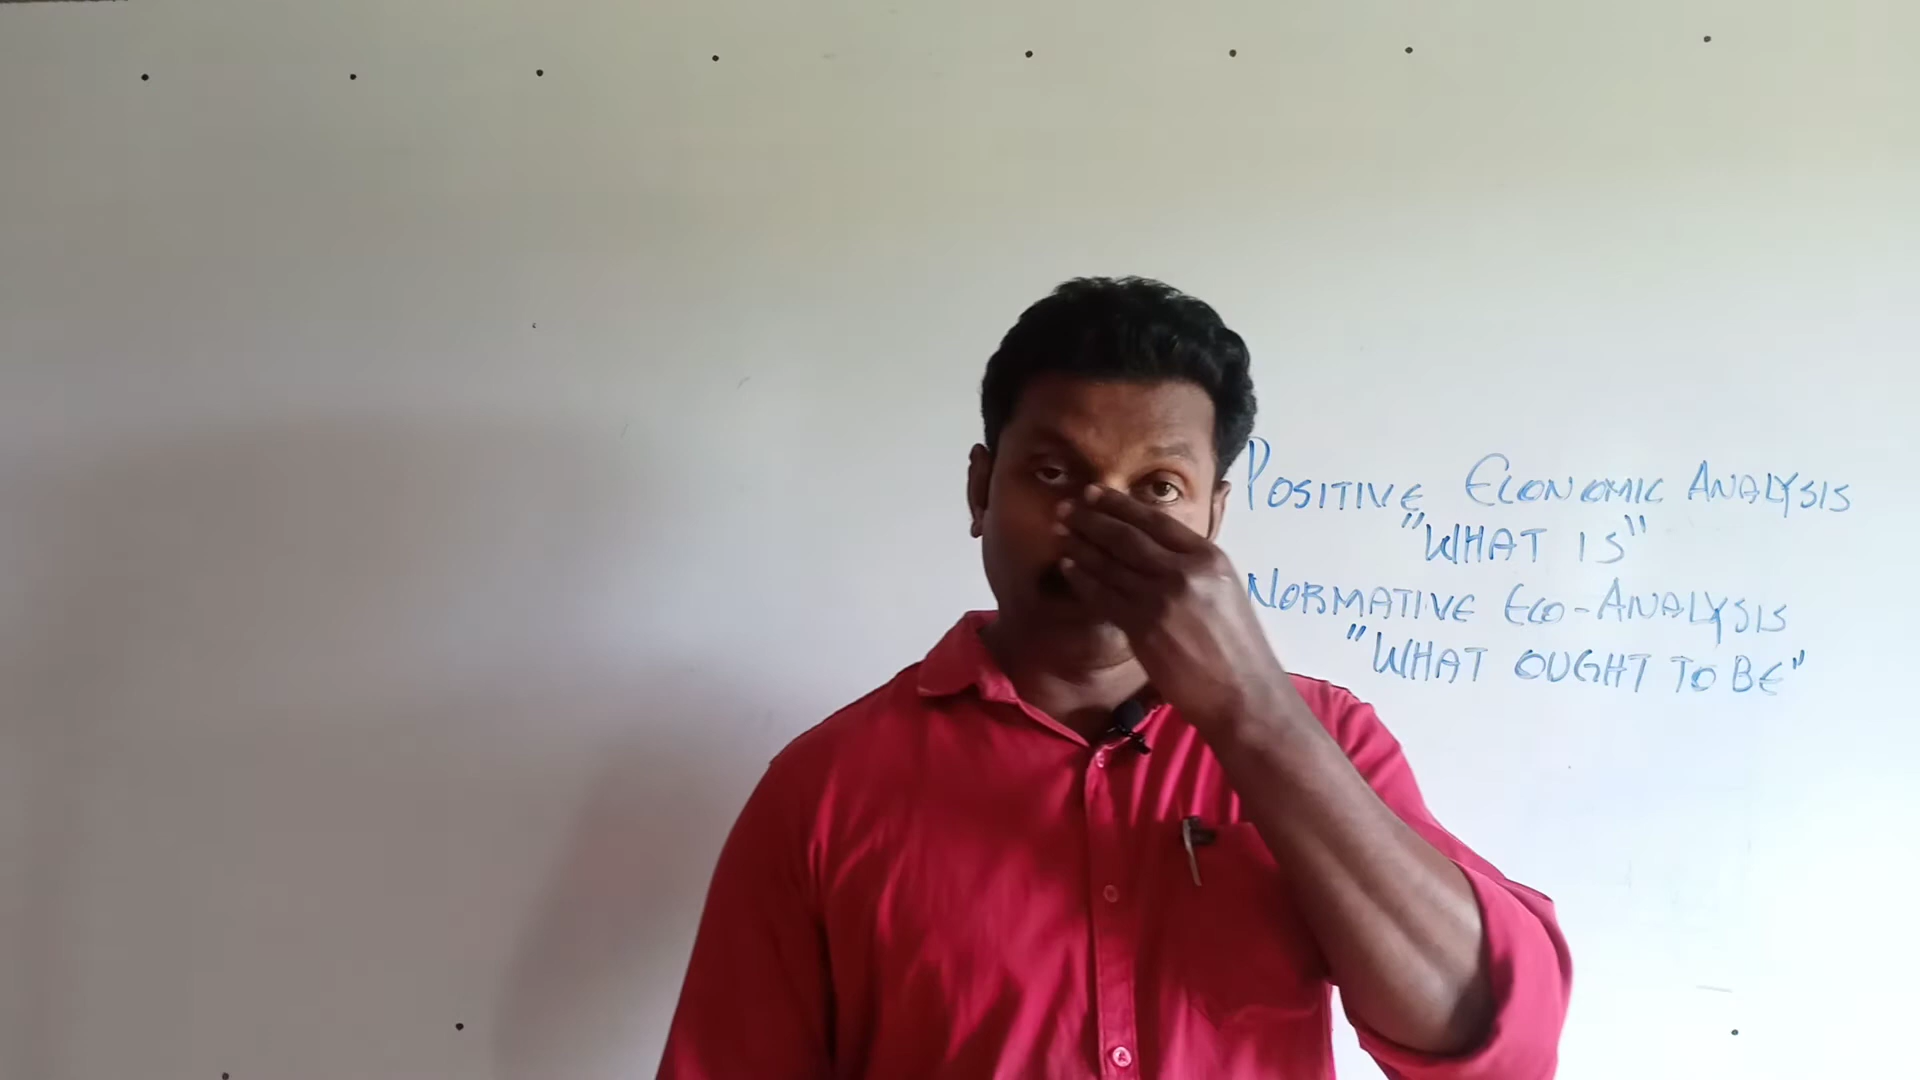 POSITIVE ECONOMIC ANALYSIS
"WHAT IS"
NORMATIVE ECO-ANALYSIS
"WHAT OUGHT TO BE"